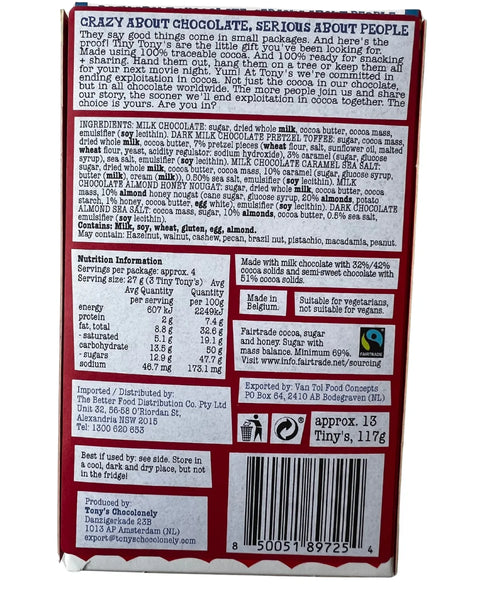 CRAZY ABOUT CHOCOLATE, SERIOUS ABOUT PEOPLE
They say good things come in small packages. And here's the
proof! Tiny Tony's are the little gift you've been looking for.
Made using 100% traceable cocoa. And 100% ready for snacking
+ sharing. Hand them out, hang them on a tree or keep them all
for your next movie night. Yum! At Tony's we're committed in
ending exploitation in cocoa. Not just the cocoa in our chocolate,
but in all chocolate worldwide. The more people join us and share
our story, the sooner we'll end exploitation in cocoa together. The
choice is yours. Are you in?
INGREDIENTS: MILK CHOCOLATE: sugar, dried whole milk, cocoa butter, cocoa mass,
emulsifier (soy lecithin). DARK MILK CHOCOLATE PRETZEL TOFFEE: sugar, cocoa mass,
dried whole milk, cocoa butter, 7% pretzel pieces (wheat flour, salt, sunflower oil, malted
wheat flour, yeast, acidity regulator: sodium hydroxide), 3% caramel (sugar, glucose
syrup), sea salt, emulsifier (soy lecithin). MILK CHOCOLATE CARAMEL SEA SALT:
sugar, dried whole milk, cocoa butter, cocoa mass, 10% caramel (sugar, glucose syrup,
butter (milk), cream (milk)), 0.50% sea salt, emulsifier (soy lecithin). MILK
CHOCOLATE ALMOND HONEY NOUGAT: sugar, dried whole milk, cocoa butter, cocoa
mass, 10% almond honey nougat (cane sugar, glucose syrup, 20% almonds, potato
starch, 1% honey, cocoa butter, egg white), emulsifier (soy lecithin). DARK CHOCOLATE
ALMOND SEA SALT: cocoa mass, sugar, 10% almonds, cocoa butter, 0.8% sea salt,
emulsifier (soy lecithin).
Contains: Milk, soy, wheat, gluten, egg, almond.
May contain: Hazelnut, walnut, cashew, pecan, brazil nut, pistachio, macadamia, peanut.
Nutrition Information
Servings per package: approx. 4
Serving size: 27 g (3 Tiny Tony's) Avg
Avg Quantity Quantity
per serving per 100g
energy 607 kJ 2249kJ
protein 2 g 7.4 g
fat, total 8.8 g 32.6 g
- saturated 5.1 g 19.1 g
carbohydrate 13.5 g 50 g
- sugars 12.9 g 47.7 g
sodium 46.7 mg 173.1 mg
Made with milk chocolate with 32%/42%
cocoa solids and semi-sweet chocolate with
51% cocoa solids.
Made in
Belgium.
Suitable for vegetarians,
not suitable for vegans.
Fairtrade cocoa, sugar
and honey. Sugar with
mass balance. Minimum 69%.
Visit www.info.fairtrade.net/sourcing
FAIRTRADE
Imported / Distributed by:
The Better Food Distribution Co. Pty Ltd
Unit 32, 56-58 O'Riordan St,
Alexandria NSW 2015
Tel: 1300 620 653
Exported by: Van Tol Food Concepts
PO Box 64, 2410 AB Bodegraven (NL)
approx. 13
Tiny's, 117g
Best if used by: see side. Store in
a cool, dark and dry place, but not
in the fridge!
Produced by
Tony's Chocolonely
Danzigerkade 23B
1013 AP Amsterdam (NL)
export@tonyschocolonely.com
8 50051 89725 4